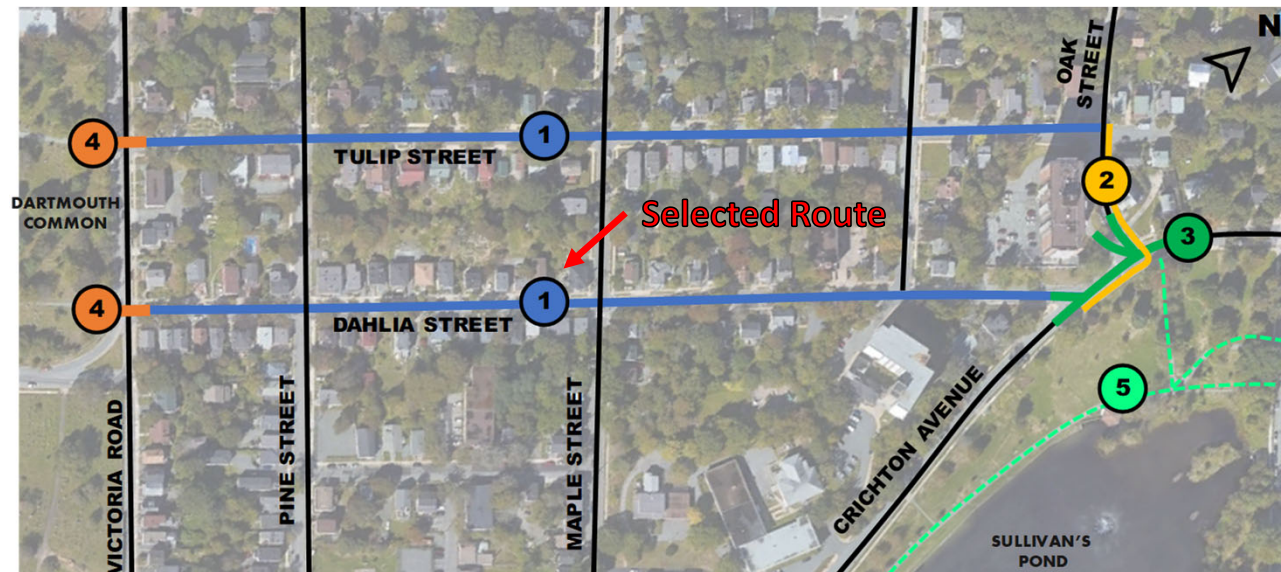 N
OAK
STREET
4
1
TULIP STREET
2
DARTMOUTH
COMMON
Selected Route
3
4
1
DAHLIA STREET
5
VICTORIA ROAD
PINE STREET
MAPLE STREET
CRICHTON AVENUE
SULLIVAN'S
POND